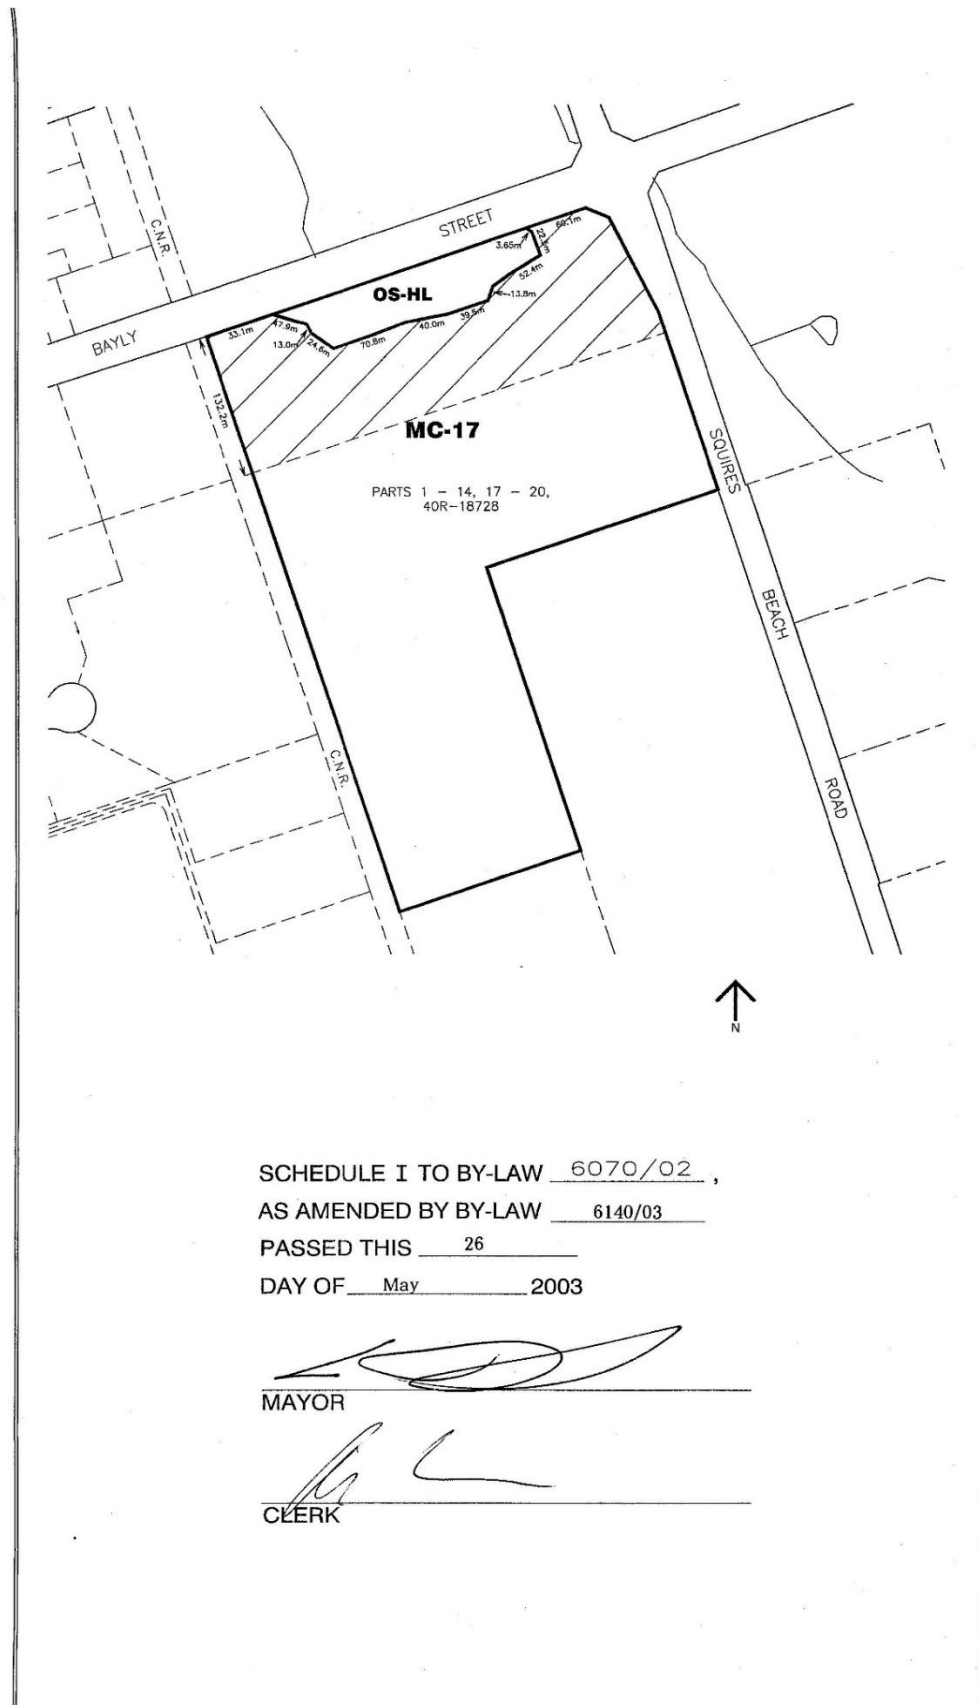 C.N.R.
STREET
BAYLY
3.65m
69.1m
52.4m
13.8m
OS-HL
33.1m
47.9m
13.0m
24.6m
70.8m
40.0m
39.5m
132.2m
MC-17
PARTS 1 - 14, 17 - 20,
40R-18728
SQUIRES
BEACH
ROAD
C.N.R.
N
SCHEDULE I TO BY-LAW 6070/02 ,
AS AMENDED BY BY-LAW 6140/03
PASSED THIS 26
DAY OF May 2003
MAYOR
CLERK